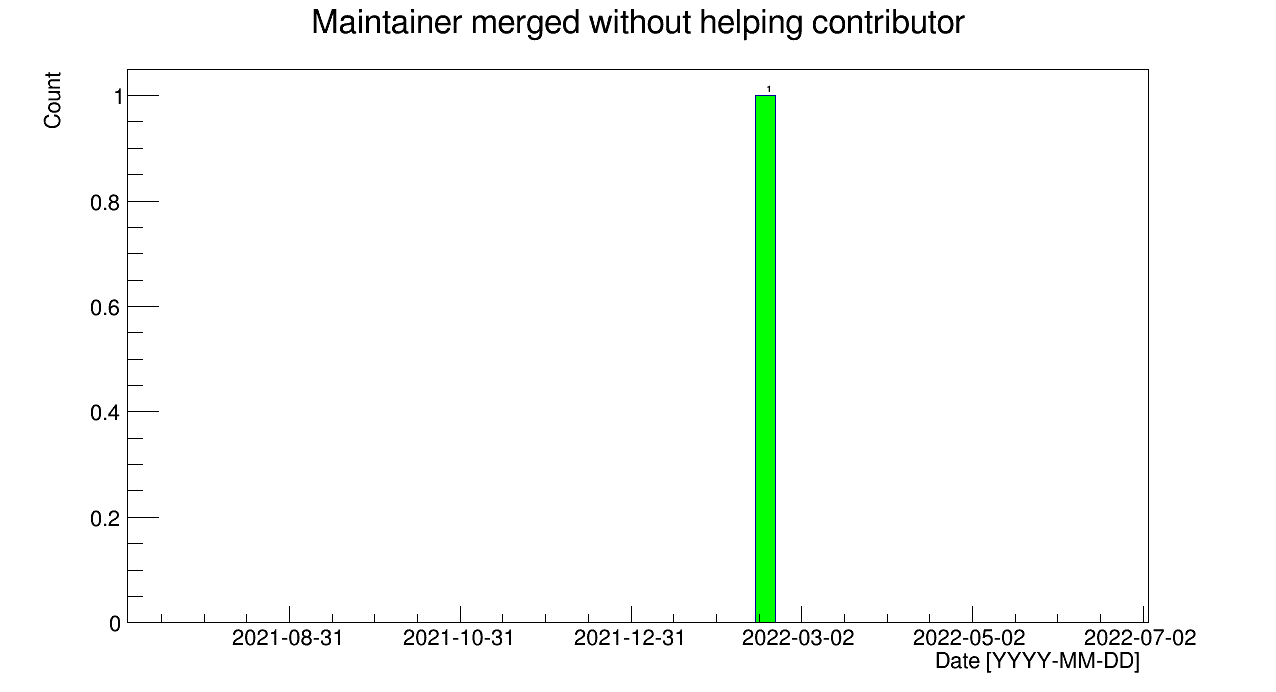 Maintainer merged without helping contributor
Count
1
1
0.8
0.6
0.4
0.2
0
2021-08-31 2021-10-31 2021-12-31 2022-03-02 2022-05-02 2022-07-02
Date [YYYY-MM-DD]